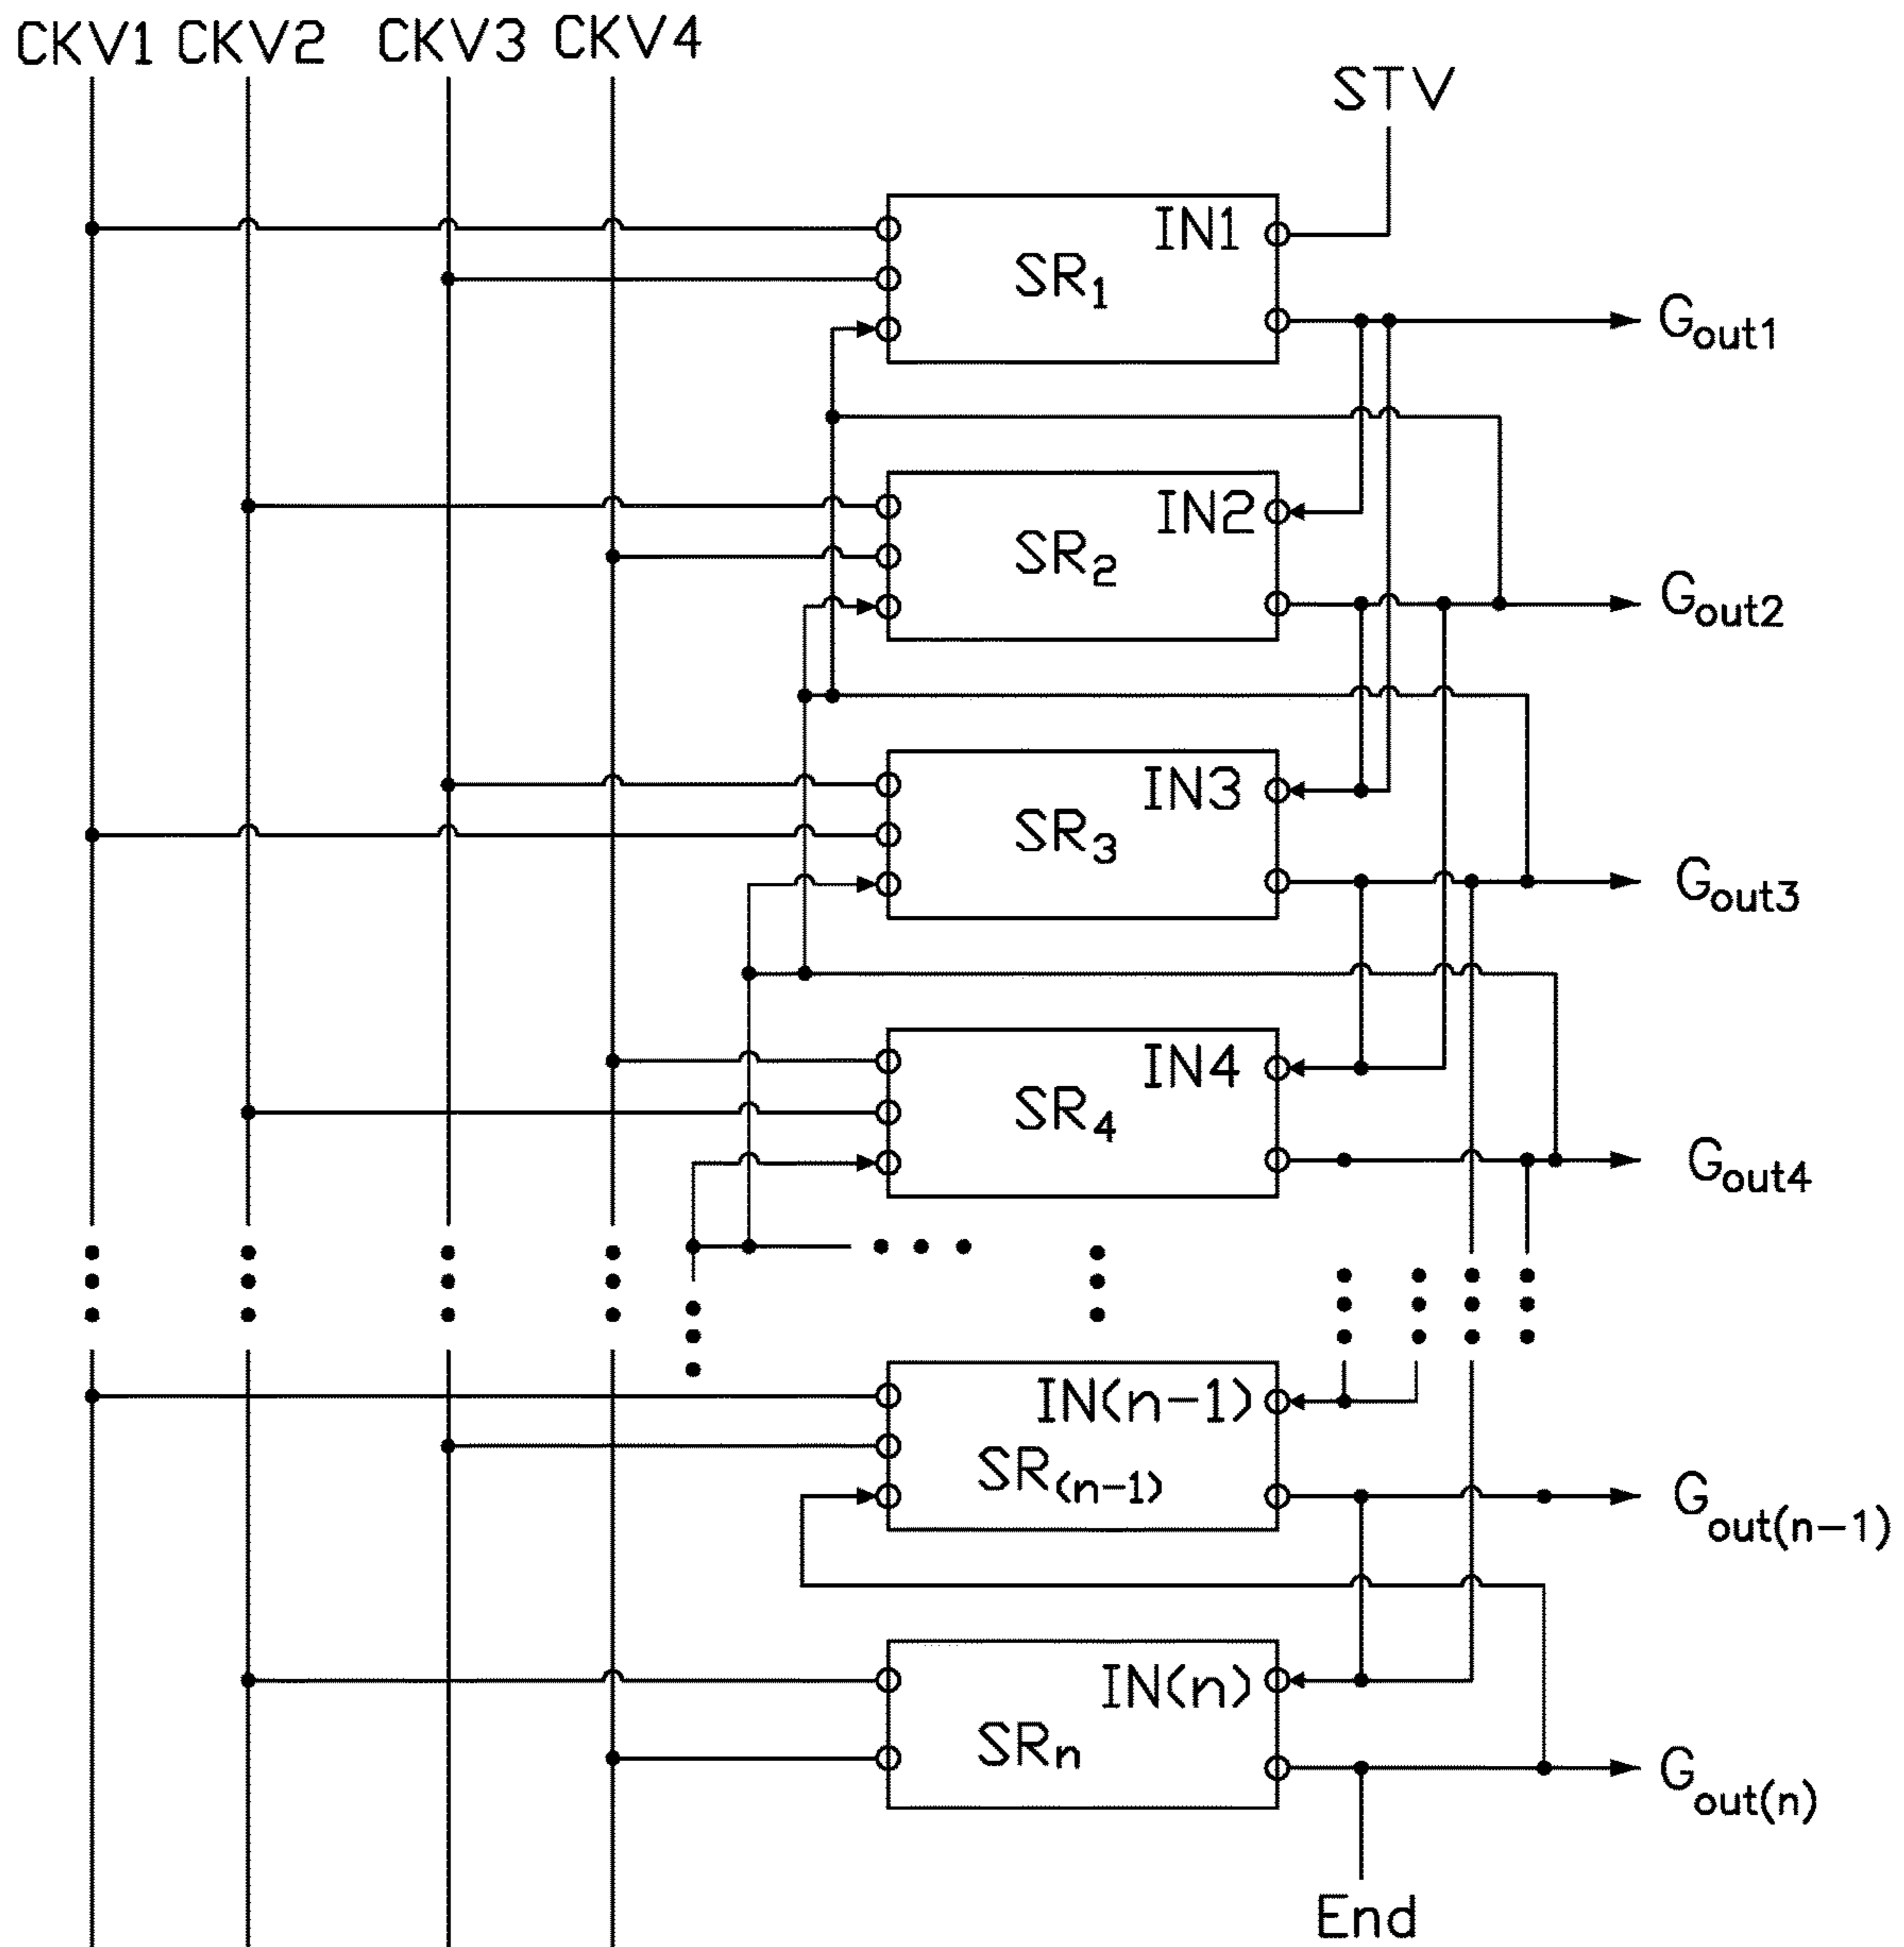 CKV1 CKV2 CKV3 CKV4
STV
IN1
SR1
Gout1
IN2
SR2
Gout2
IN3
SR3
Gout3
IN4
SR4
Gout4
IN(n-1)
SR(n-1)
Gout(n-1)
IN(n)
SRn
Gout(n)
End